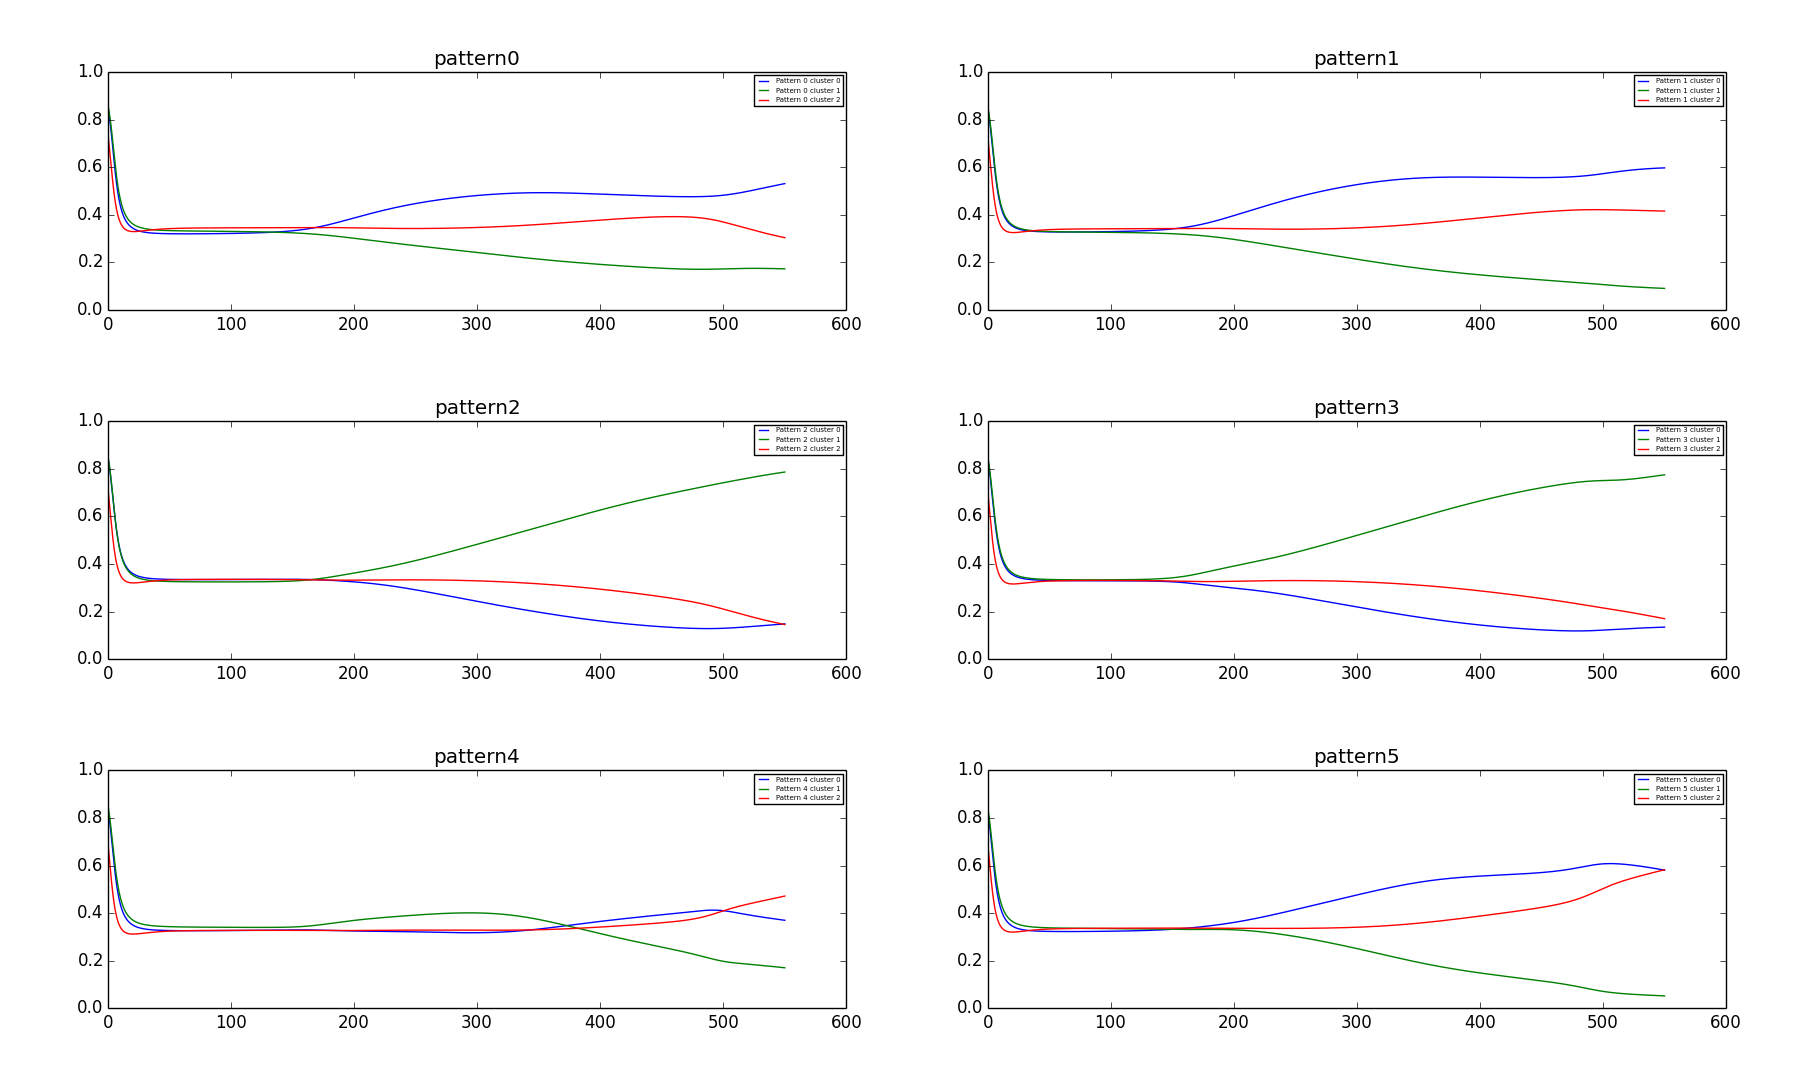 pattern0
1.0
0.8
0.6
0.4
0.2
0.0
0 100 200 300 400 500 600
Pattern 0 cluster 0
Pattern 0 cluster 1
Pattern 0 cluster 2
pattern1
1.0
0.8
0.6
0.4
0.2
0.0
0 100 200 300 400 500 600
Pattern 1 cluster 0
Pattern 1 cluster 1
Pattern 1 cluster 2
pattern2
1.0
0.8
0.6
0.4
0.2
0.0
0 100 200 300 400 500 600
Pattern 2 cluster 0
Pattern 2 cluster 1
Pattern 2 cluster 2
pattern3
1.0
0.8
0.6
0.4
0.2
0.0
0 100 200 300 400 500 600
Pattern 3 cluster 0
Pattern 3 cluster 1
Pattern 3 cluster 2
pattern4
1.0
0.8
0.6
0.4
0.2
0.0
0 100 200 300 400 500 600
Pattern 4 cluster 0
Pattern 4 cluster 1
Pattern 4 cluster 2
pattern5
1.0
0.8
0.6
0.4
0.2
0.0
0 100 200 300 400 500 600
Pattern 5 cluster 0
Pattern 5 cluster 1
Pattern 5 cluster 2